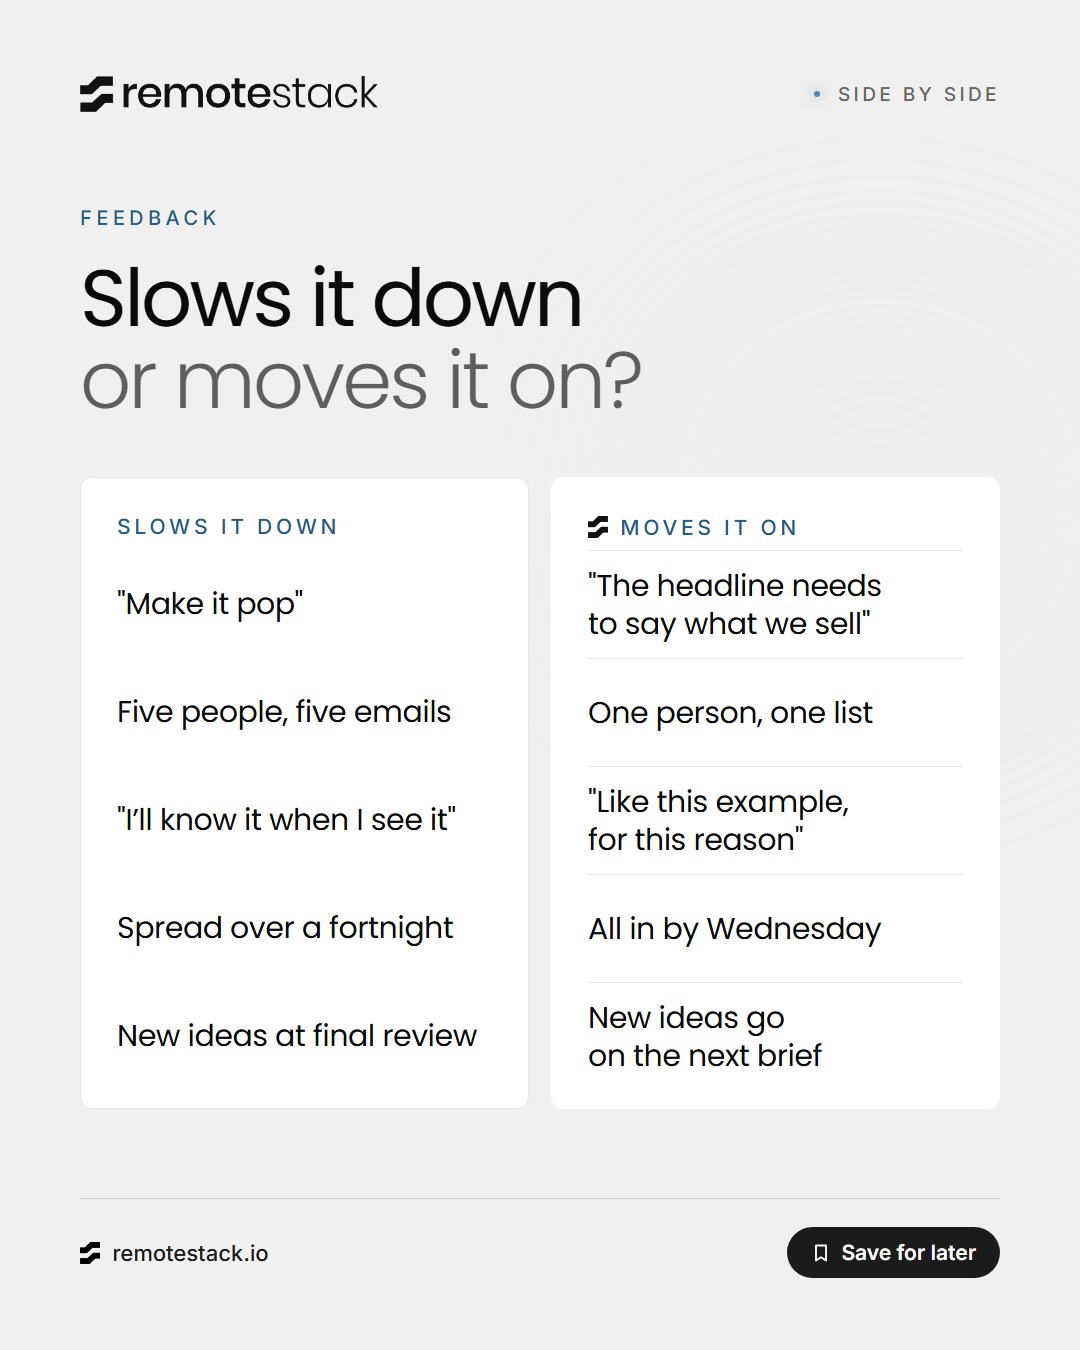 remotestack
SIDE BY SIDE
FEEDBACK
Slows it down
or moves it on?
SLOWS IT DOWN
"Make it pop"
Five people, five emails
"I’ll know it when I see it"
Spread over a fortnight
New ideas at final review
MOVES IT ON
"The headline needs
to say what we sell"
One person, one list
"Like this example,
for this reason"
All in by Wednesday
New ideas go
on the next brief
remotestack.io
Save for later